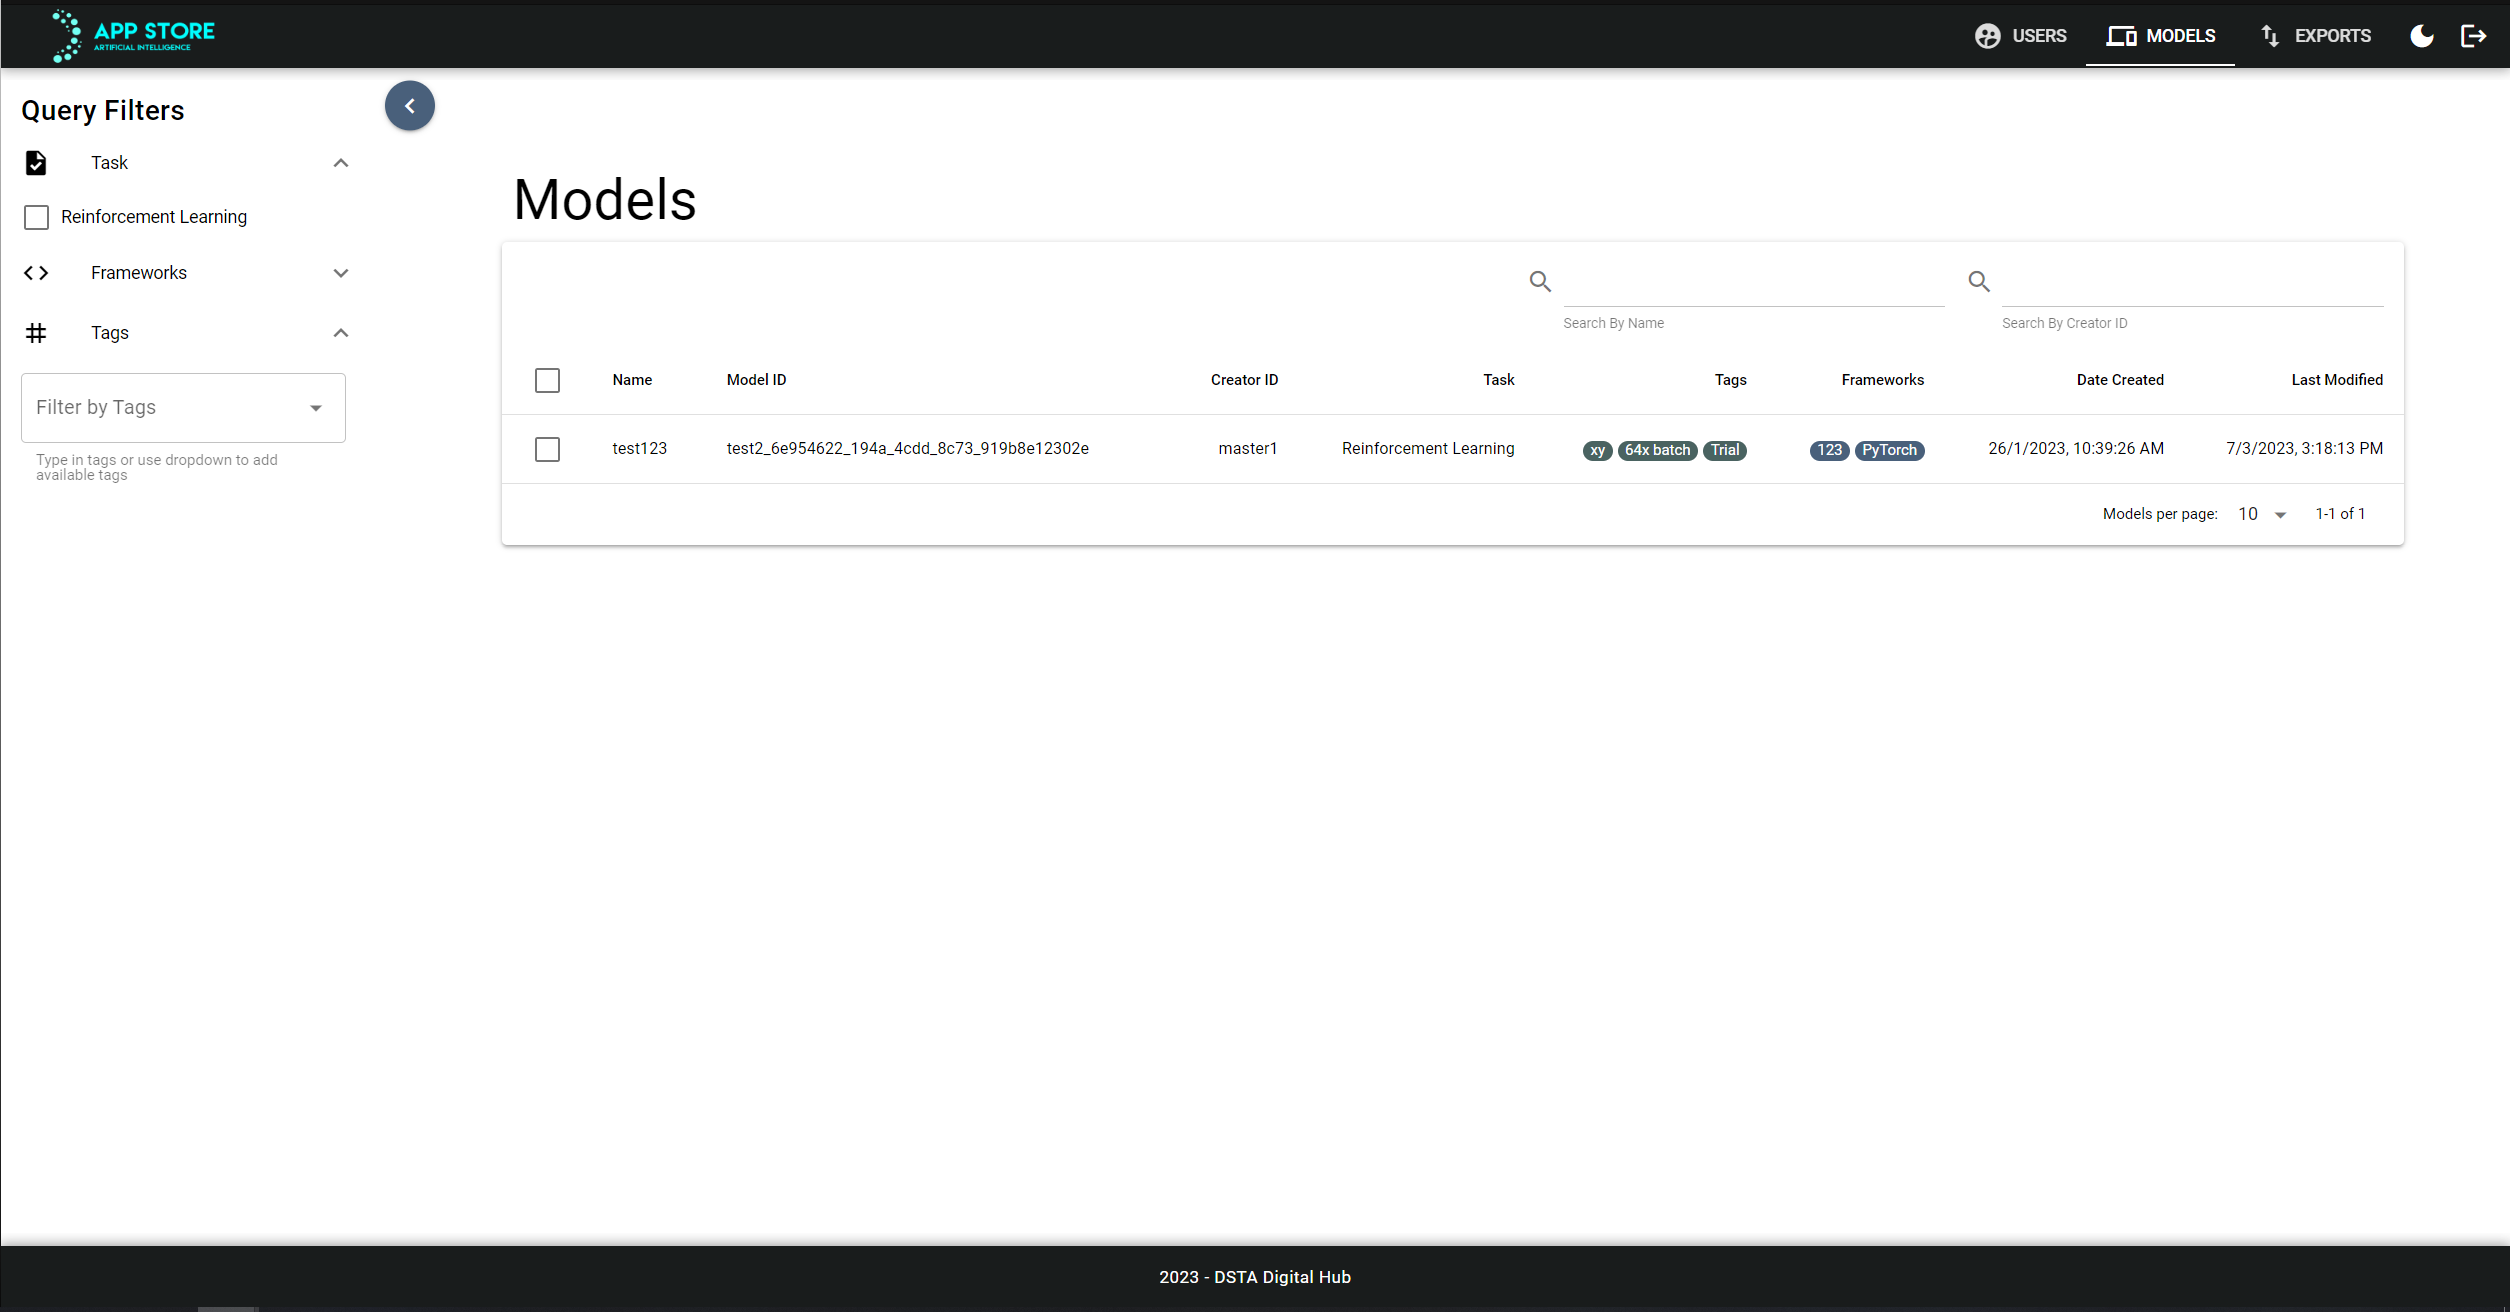 APP STORE
ARTIFICIAL INTELLIGENCE
USERS MODELS EXPORTS
Query Filters
Task
Reinforcement Learning
Frameworks
Tags
Filter by Tags
Type in tags or use dropdown to add
available tags
Models
Search By Name Search By Creator ID
Name Model ID Creator ID Task Tags Frameworks Date Created Last Modified
test123 test2_6e954622_194a_4cdd_8c73_919b8e12302e master1 Reinforcement Learning xy 64x batch Trial 123 PyTorch 26/1/2023, 10:39:26 AM 7/3/2023, 3:18:13 PM
Models per page: 10 1-1 of 1
2023 - DSTA Digital Hub